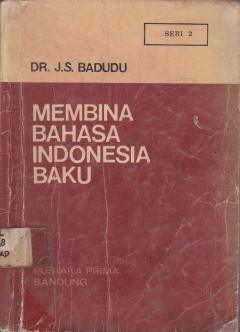 SERI 2
DR. J.S. BADUDU
MEMBINA
BAHASA
INDONESIA
BAKU
PUSTAKA PRIMA
BANDUNG